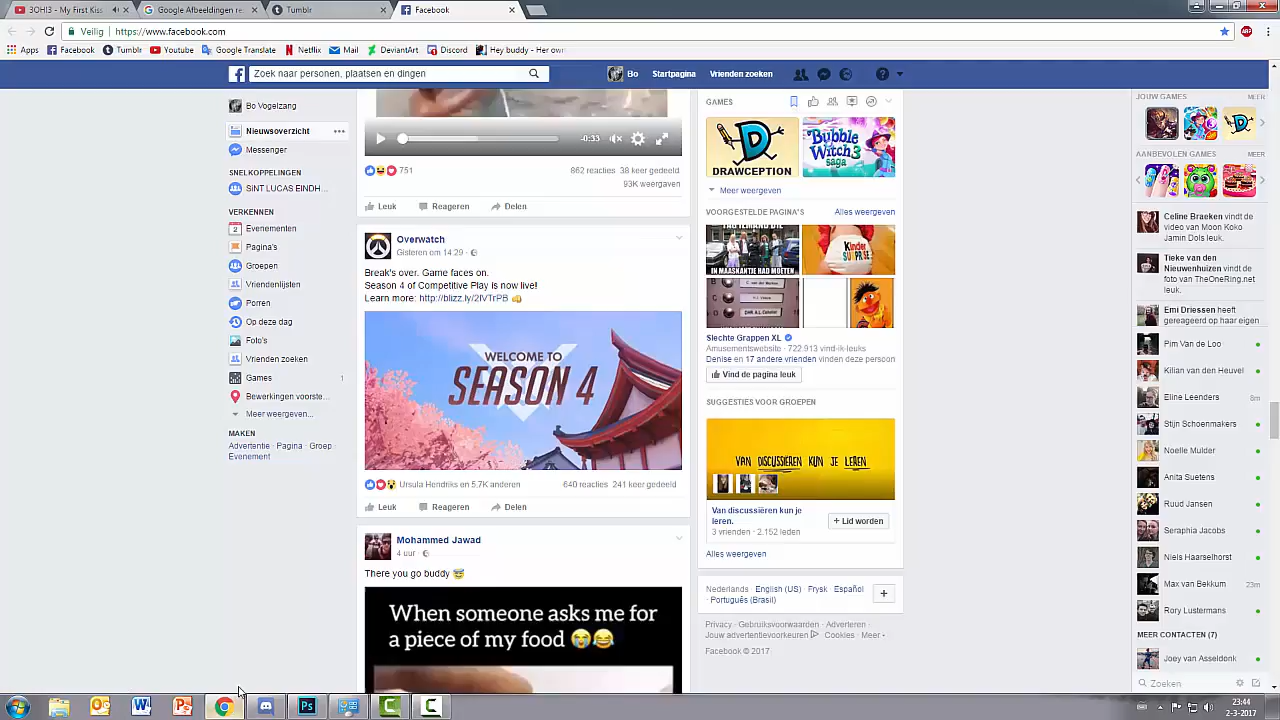 3OH!3 - My First Kiss
Google Afbeeldingen re
Tumblr
Facebook
Veilig
https://www.facebook.com
Apps
Facebook
Tumblr
Youtube
Google Translate
Netflix
Mail
DeviantArt
Discord
Hey buddy - Her own
Zoek naar personen, plaatsen en dingen
Bo
Startpagina
Vrienden zoeken
Bo Vogelzang
Nieuwsoverzicht
Messenger
SNELKOPPELINGEN
SINT LUCAS EINDH...
VERKENNEN
Evenementen
Pagina's
Groepen
Vriendenlijsten
Porren
Op deze dag
Foto's
Vrienden zoeken
Games
1
Bewerkingen voorste...
Meer weergeven...
MAKEN
Advertentie · Pagina · Groep ·
Evenement
-0:33
751
862 reacties 38 keer gedeeld
93K weergaven
Leuk
Reageren
Delen
Overwatch
Gisteren om 14:29 ·
Break's over. Game faces on.
Season 4 of Competitive Play is now live!
Learn more: http://blizz.ly/2lVTrPB
WELCOME TO
SEASON 4
Ursula Hendriks en 5,7K anderen
640 reacties 241 keer gedeeld
Leuk
Reageren
Delen
Mohammed Jawad
4 uur ·
There you go buddy
When someone asks me for
a piece of my food
GAMES
DRAWCEPTION
Bubble
Witch 3
saga
Meer weergeven
VOORGESTELDE PAGINA'S
Alles weergeven
IN MAASKANTJE HAD MOETEN
Kinder
SURPRISE
Slechte Grappen XL
Amusementswebsite · 722.913 vind-ik-leuks
Denise en 17 andere vrienden vinden deze persoon
Vind de pagina leuk
SUGGESTIES VOOR GROEPEN
VAN DISCUSSIËREN KUN JE LEREN
Van discussiëren kun je
leren.
3 vrienden · 2.152 leden
+ Lid worden
Alles weergeven
Nederlands · English (US) · Frysk · Español
· Português (Brasil)
Privacy · Gebruiksvoorwaarden · Adverteren ·
Jouw advertentievoorkeuren · Cookies · Meer
Facebook © 2017
JOUW GAMES
MEER
AANBEVOLEN GAMES
MEER
Celine Braeken vindt de
video van Moon Koko
Jamin Dols leuk.
Tieke van den
Nieuwenhuizen vindt de
foto van TheOneRing.net
leuk.
Emi Driessen heeft
gereageerd op haar eigen
Pim Van de Loo
Kilian van den Heuvel
Eline Leenders
8m
Stijn Schoenmakers
Noelle Mulder
Anita Suetens
Ruud Jansen
Seraphia Jacobs
Niels Haarselhorst
Max van Bekkum
23m
Rory Lustermans
MEER CONTACTEN (7)
Joey van Asseldonk
Zoeken
23:44
2-3-2017